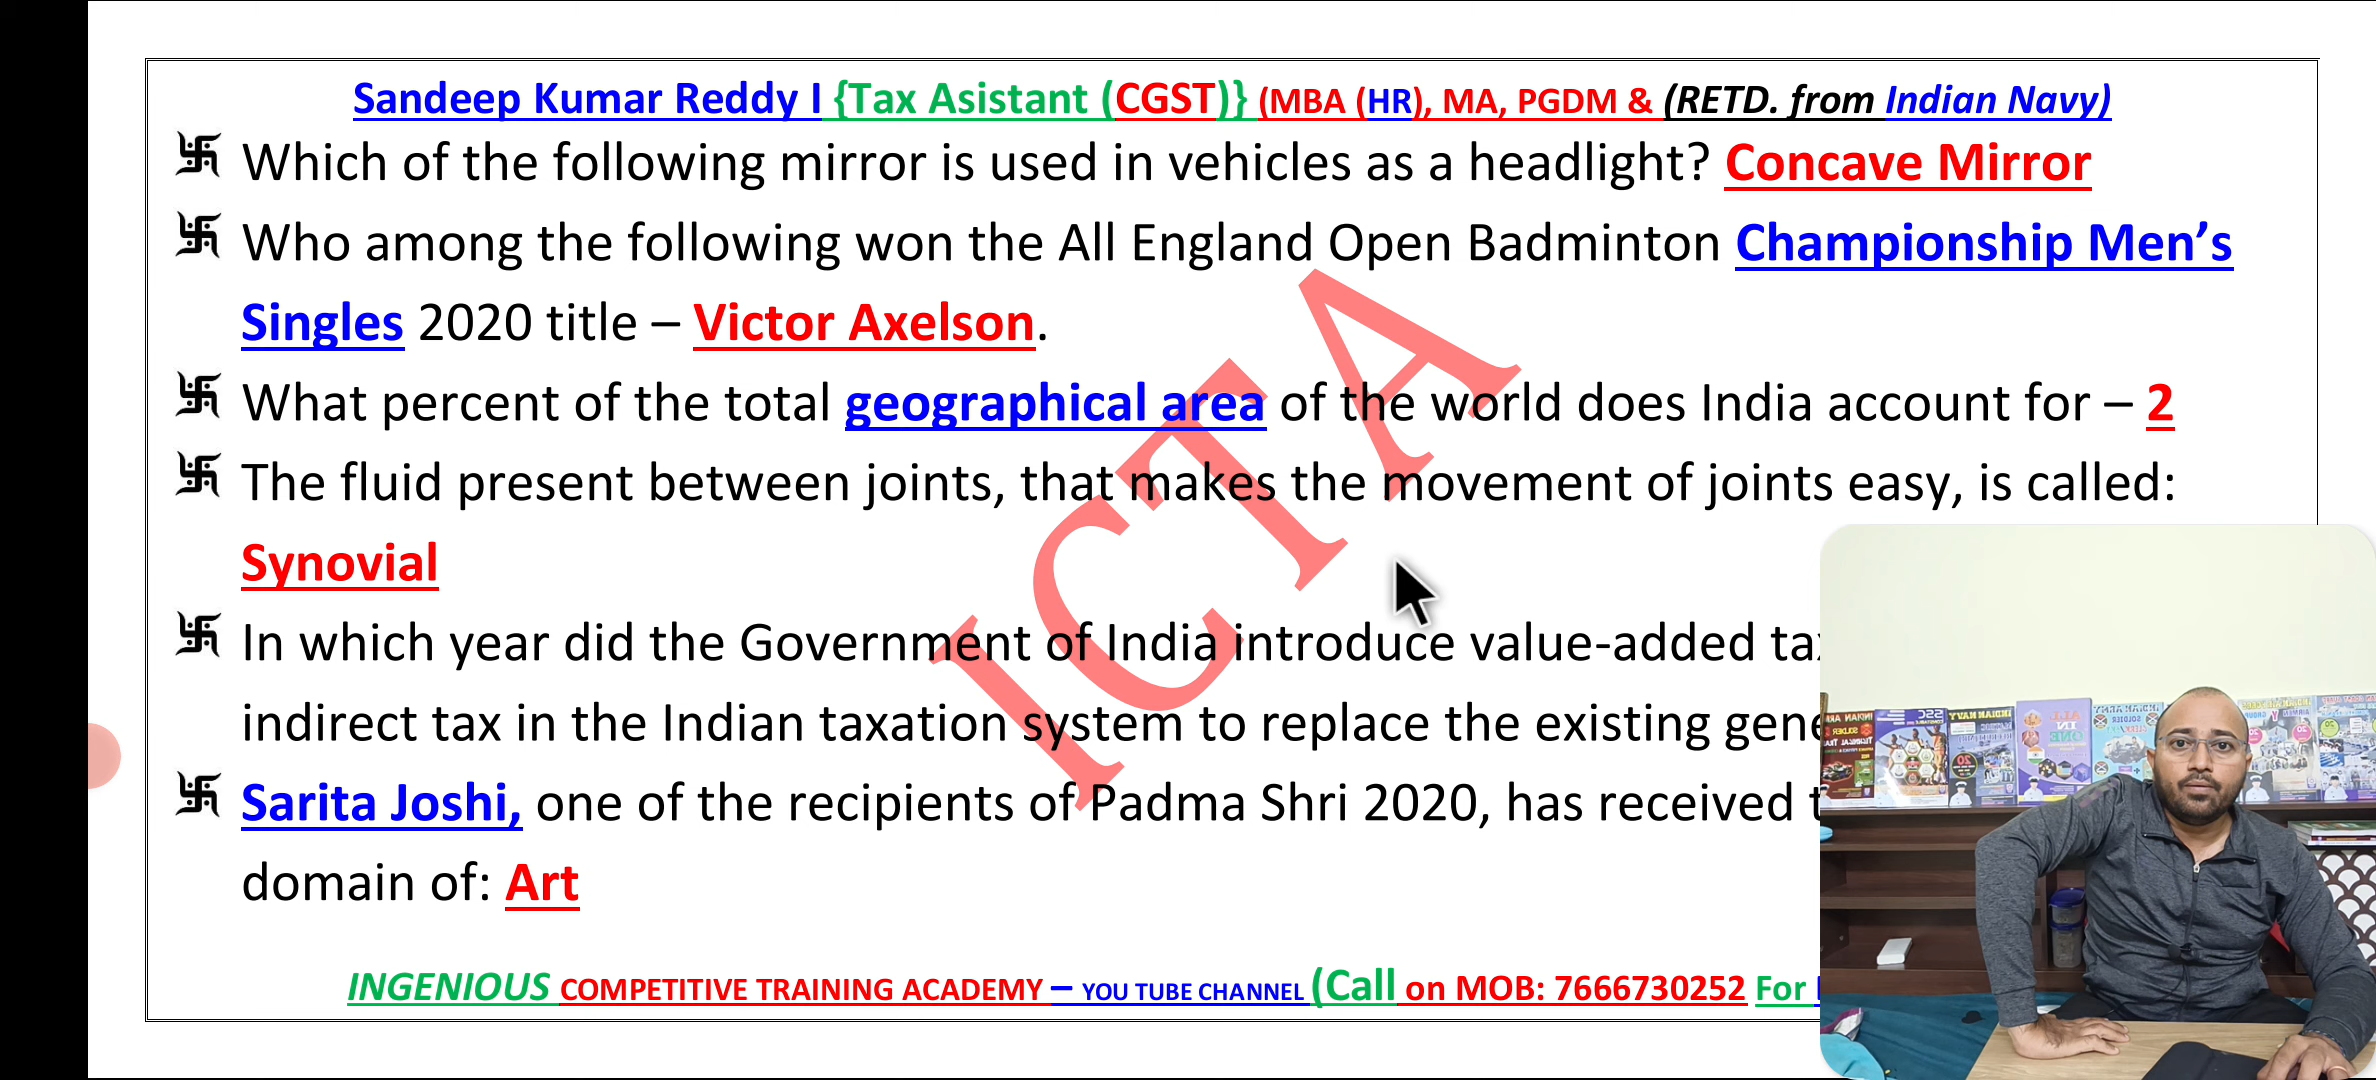 Sandeep Kumar Reddy I {Tax Asistant (CGST)} (MBA (HR), MA, PGDM & (RETD. from Indian Navy)
卐 Which of the following mirror is used in vehicles as a headlight? Concave Mirror
卐 Who among the following won the All England Open Badminton Championship Men’s
Singles 2020 title – Victor Axelson.
卐 What percent of the total geographical area of the world does India account for – 2
卐 The fluid present between joints, that makes the movement of joints easy, is called:
Synovial
卐 In which year did the Government of India introduce value-added
indirect tax in the Indian taxation system to replace the existing
卐 Sarita Joshi, one of the recipients of Padma Shri 2020, has received
domain of: Art
ICTA
INGENIOUS COMPETITIVE TRAINING ACADEMY – YOU TUBE CHANNEL (Call on MOB: 7666730252 For